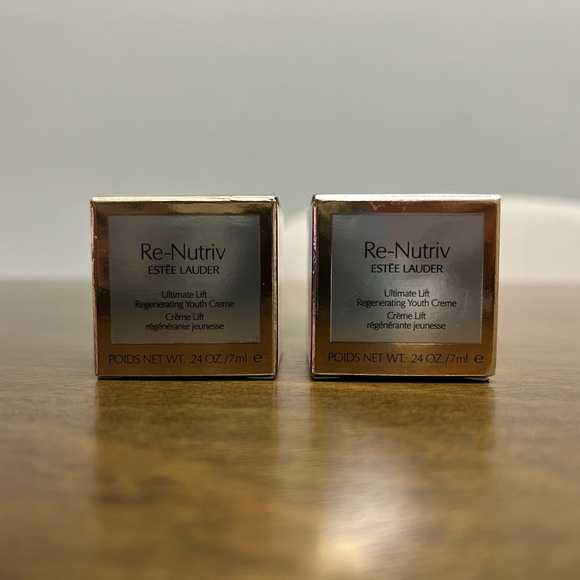 Re-Nutriv
ESTĒE LAUDER
Ultimate Lift
Regenerating Youth Creme
Crème Lift
régénérante jeunesse
POIDS NET WT. .24 OZ./7ml ℮
Re-Nutriv
ESTĒE LAUDER
Ultimate Lift
Regenerating Youth Creme
Crème Lift
régénérante jeunesse
POIDS NET WT. .24 OZ./7ml ℮